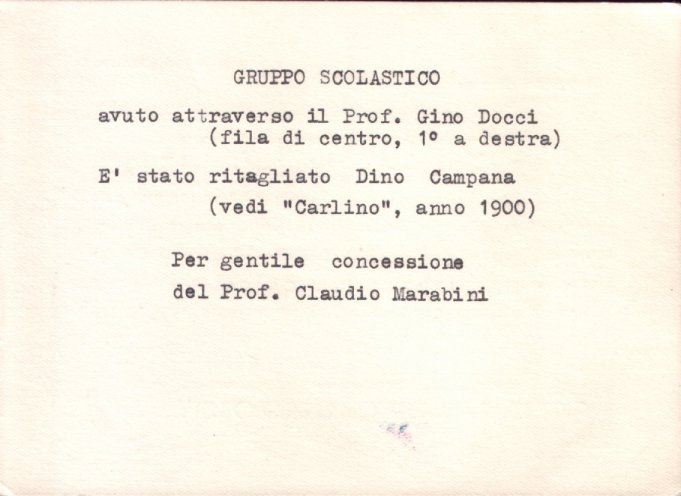 GRUPPO SCOLASTICO
avuto attraverso il Prof. Gino Docci
(fila di centro, 1° a destra)
E' stato ritagliato Dino Campana
(vedi "Carlino", anno 1900)
Per gentile concessione
del Prof. Claudio Marabini